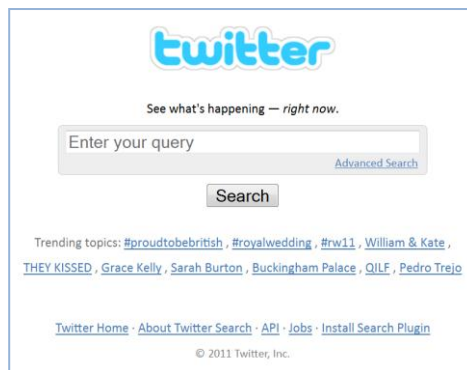 twitter
See what's happening — right now.
Enter your query
Advanced Search
Search
Trending topics: #proudtobebritish , #royalwedding , #rw11 , William & Kate ,
THEY KISSED , Grace Kelly , Sarah Burton , Buckingham Palace , QILF , Pedro Trejo
Twitter Home · About Twitter Search · API · Jobs · Install Search Plugin
© 2011 Twitter, Inc.